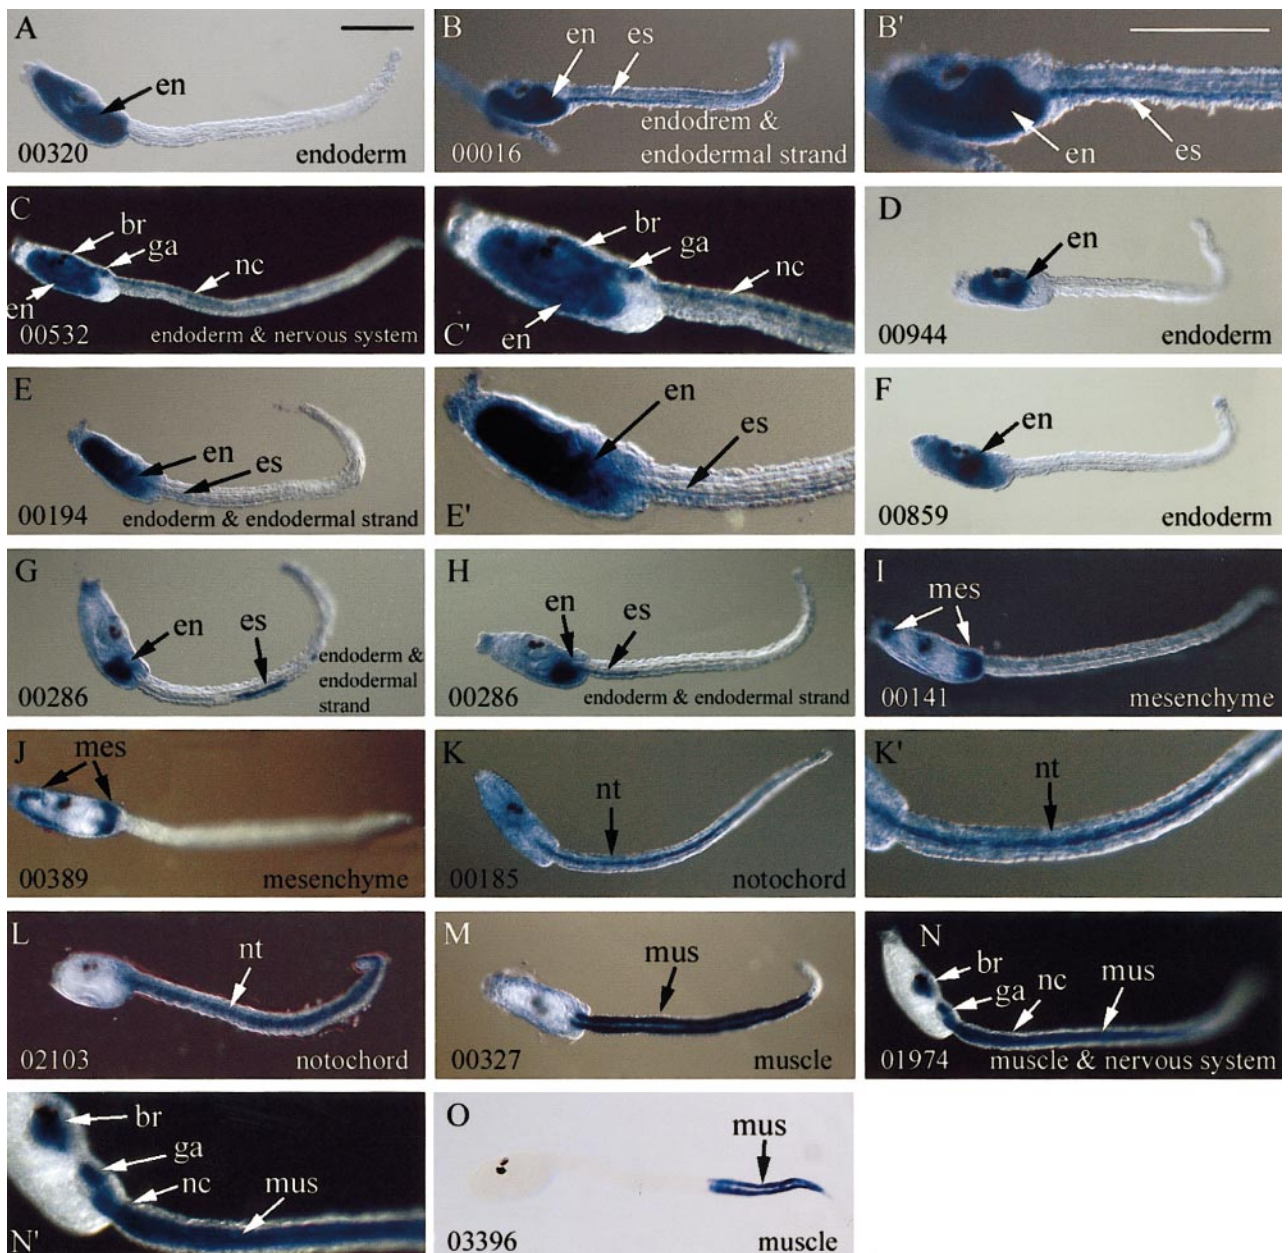 A
en
00320
endoderm
B
en
es
endodrem &
endodermal strand
00016
B'
en
es
C
br
ga
nc
en
00532
endoderm & nervous system
br
ga
nc
C'
en
D
en
00944
endoderm
E
en
es
00194
endoderm & endodermal strand
en
es
E'
F
en
00859
endoderm
G
en
es
endoderm &
endodermal
strand
00286
H
en
es
00286
endoderm & endodermal strand
I
mes
00141
mesenchyme
J
mes
00389
mesenchyme
K
nt
00185
notochord
K'
nt
L
nt
02103
notochord
M
mus
00327
muscle
N
br
ga
nc
mus
01974
muscle & nervous system
br
ga
nc
mus
N'
O
mus
03396
muscle